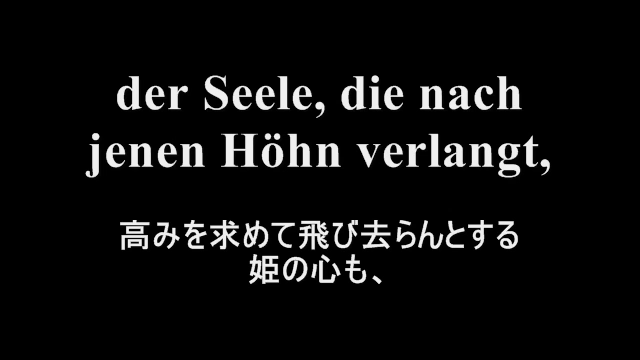 der Seele, die nach
jenen Höhn verlangt,
高みを求めて飛び去らんとする
姫の心も、